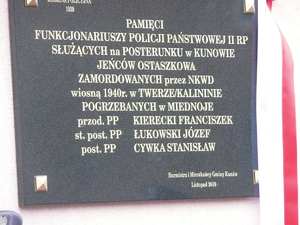 1939
PAMIĘCI
FUNKCJONARIUSZY POLICJI PAŃSTWOWEJ II RP
SŁUŻĄCYCH na POSTERUNKU w KUNOWIE
JEŃCÓW OSTASZKOWA
ZAMORDOWANYCH przez NKWD
wiosną 1940r. w TWERZE/KALININIE
POGRZEBANYCH w MIEDNOJE
przod. PP KIERECKI FRANCISZEK
st. post. PP ŁUKOWSKI JÓZEF
post. PP CYWKA STANISŁAW
Burmistrz i Mieszkańcy Gminy Kunów
Listopad